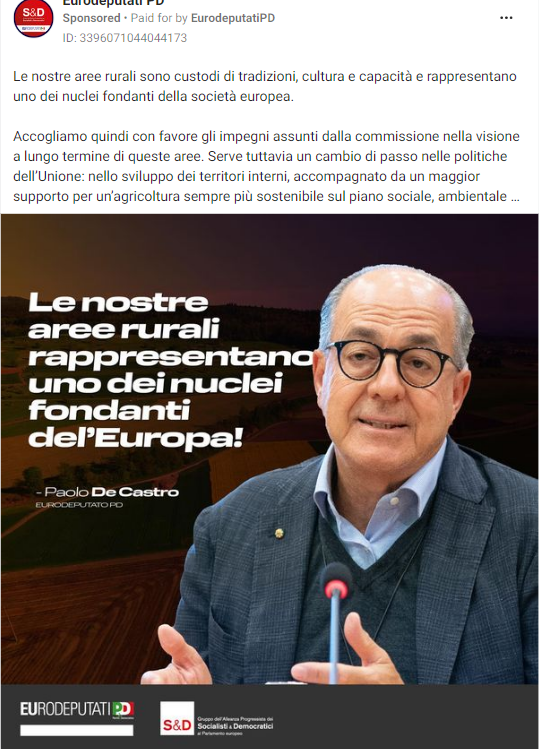 Eurodeputati PD
Sponsored • Paid for by EurodeputatiPD
ID: 3396071044044173
Le nostre aree rurali sono custodi di tradizioni, cultura e capacità e rappresentano
uno dei nuclei fondanti della società europea.
Accogliamo quindi con favore gli impegni assunti dalla commissione nella visione
a lungo termine di queste aree. Serve tuttavia un cambio di passo nelle politiche
dell'Unione: nello sviluppo dei territori interni, accompagnato da un maggior
supporto per un'agricoltura sempre più sostenibile sul piano sociale, ambientale ...
Le nostre
aree rurali
rappresentano
uno dei nuclei
fondanti
del'Europa!
- Paolo De Castro
EURODEPUTATO PD
EURODEPUTATI PD
S&D
Gruppo dell'Alleanza Progressista dei
Socialisti & Democratici
al Parlamento europeo
S&D